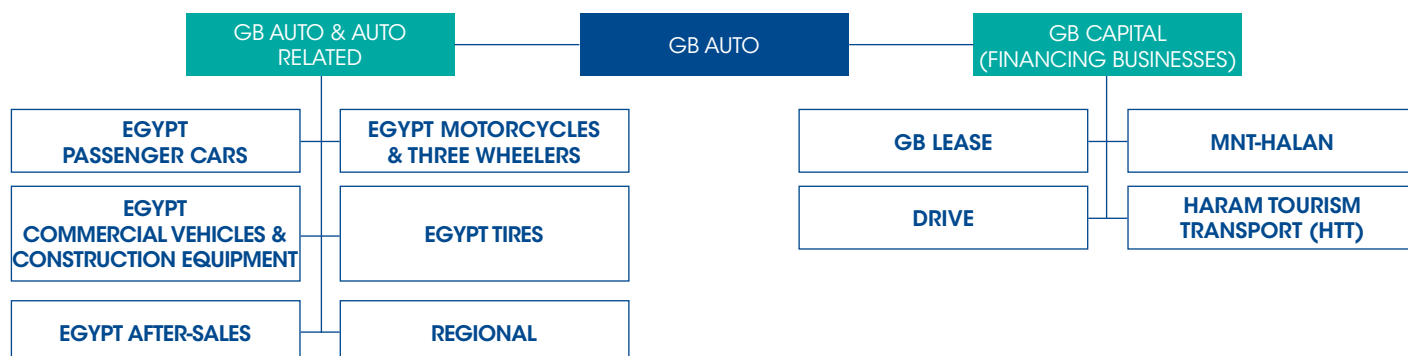 GB AUTO & AUTO
RELATED
GB AUTO
GB CAPITAL
(FINANCING BUSINESSES)
EGYPT
PASSENGER CARS
EGYPT MOTORCYCLES
& THREE WHEELERS
EGYPT
COMMERCIAL VEHICLES &
CONSTRUCTION EQUIPMENT
EGYPT TIRES
EGYPT AFTER-SALES
REGIONAL
GB LEASE
MNT-HALAN
DRIVE
HARAM TOURISM
TRANSPORT (HTT)